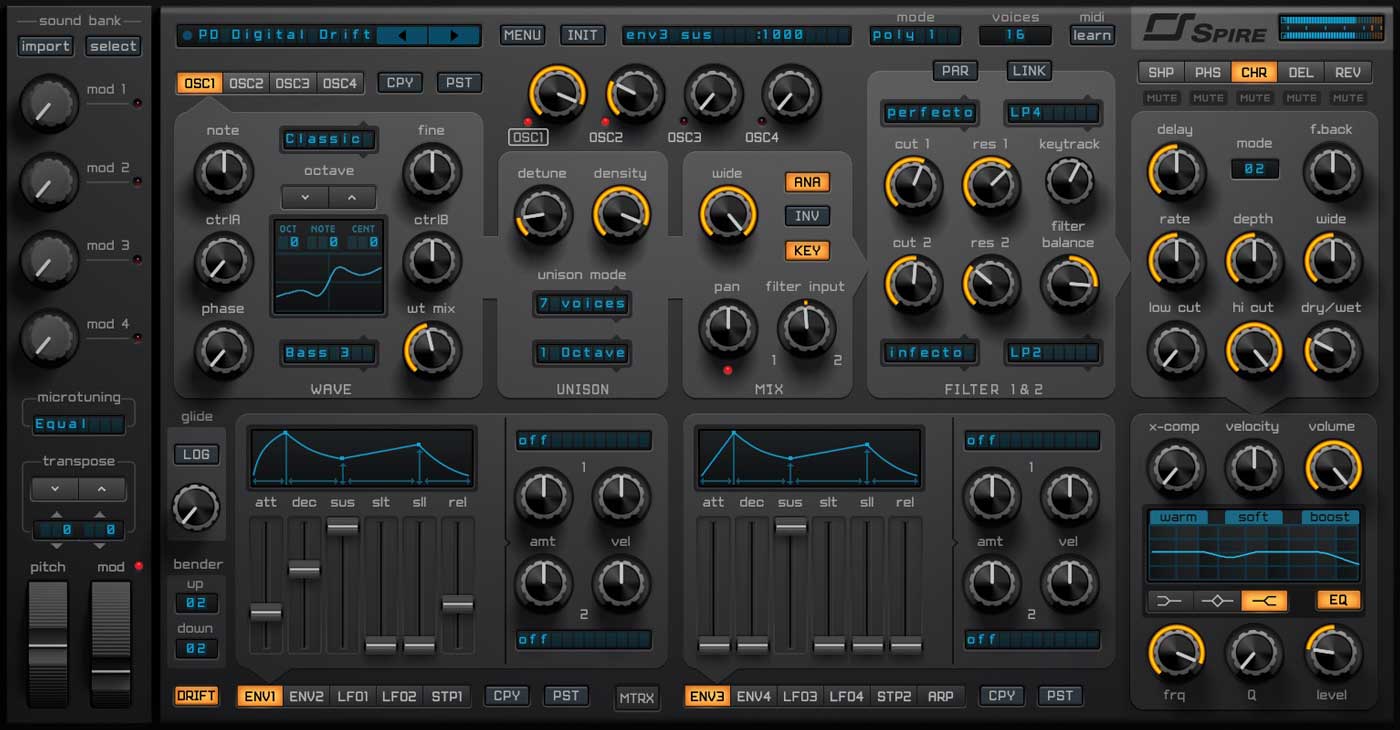 sound bank
import select
mod 1
mod 2
mod 3
mod 4
microtuning
Equal
transpose
0 0
pitch mod
PD Digital Drift
MENU INIT
env3 sus :1000
mode
poly 1
voices
16
midi
learn
Spire
OSC1 OSC2 OSC3 OSC4 CPY PST
note
Classic
fine
octave
ctrlA
OCT NOTE CENT
0 0 0
ctrlB
phase
wt mix
Bass 3
WAVE
OSC1 OSC2 OSC3 OSC4
detune density
unison mode
7 voices
1 Octave
UNISON
wide
ANA
INV
KEY
pan filter input
1 2
MIX
PAR LINK
perfecto LP4
cut 1 res 1 keytrack
filter
cut 2 res 2 balance
infecto LP2
FILTER 1&2
SHP PHS CHR DEL REV
MUTE MUTE MUTE MUTE MUTE
delay
mode
02
f.back
rate depth wide
low cut hi cut dry/wet
glide
LOG
bender
up
02
down
02
DRIFT
att dec sus slt sll rel
off
1
amt vel
2
off
ENV1 ENV2 LFO1 LFO2 STP1 CPY PST
MTRX
att dec sus slt sll rel
off
1
amt vel
2
off
ENV3 ENV4 LFO3 LFO4 STP2 ARP CPY PST
x-comp velocity volume
warm soft boost
EQ
frq Q level